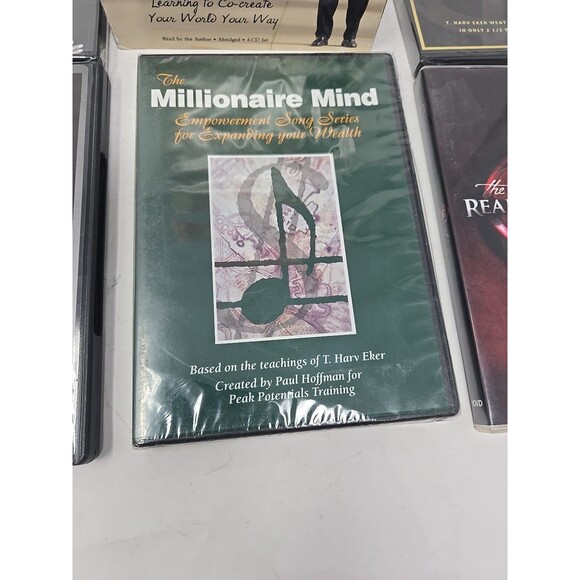 Learning to Co-create
Your World Your Way
Read by the Author • Abridged • 4-CD Set
T. HARV EKER WENT
IN ONLY 2 1/2 Y
The
Millionaire Mind
Empowerment Song Series
for Expanding your Wealth
Based on the teachings of T. Harv Eker
Created by Paul Hoffman for
Peak Potentials Training
the
REA